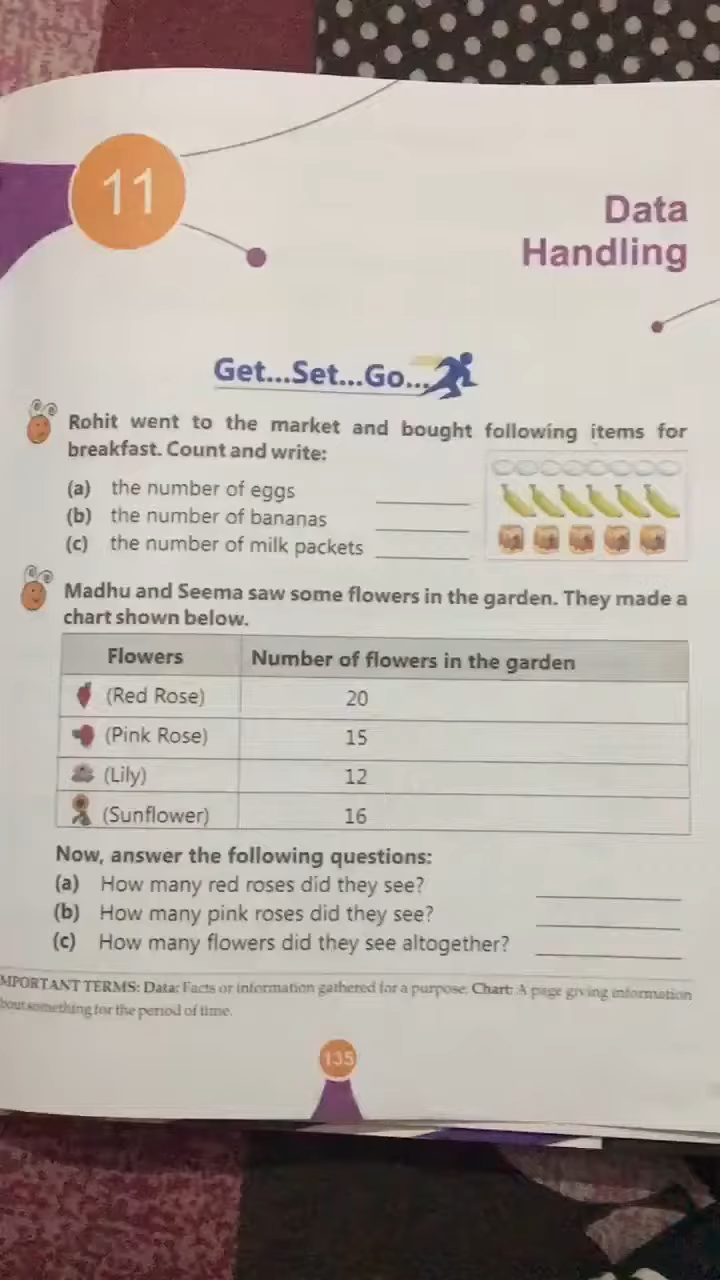 11
Data
Handling
Get...Set...Go...
Rohit went to the market and bought following items for
breakfast. Count and write:
(a) the number of eggs
(b) the number of bananas
(c) the number of milk packets
Madhu and Seema saw some flowers in the garden. They made a
chart shown below.
Flowers Number of flowers in the garden
(Red Rose) 20
(Pink Rose) 15
(Lily) 12
(Sunflower) 16
Now, answer the following questions:
(a) How many red roses did they see?
(b) How many pink roses did they see?
(c) How many flowers did they see altogether?
MPORTANT TERMS: Data: Facts or information gathered for a purpose. Chart: A page giving information
bout something for the period of time.
135